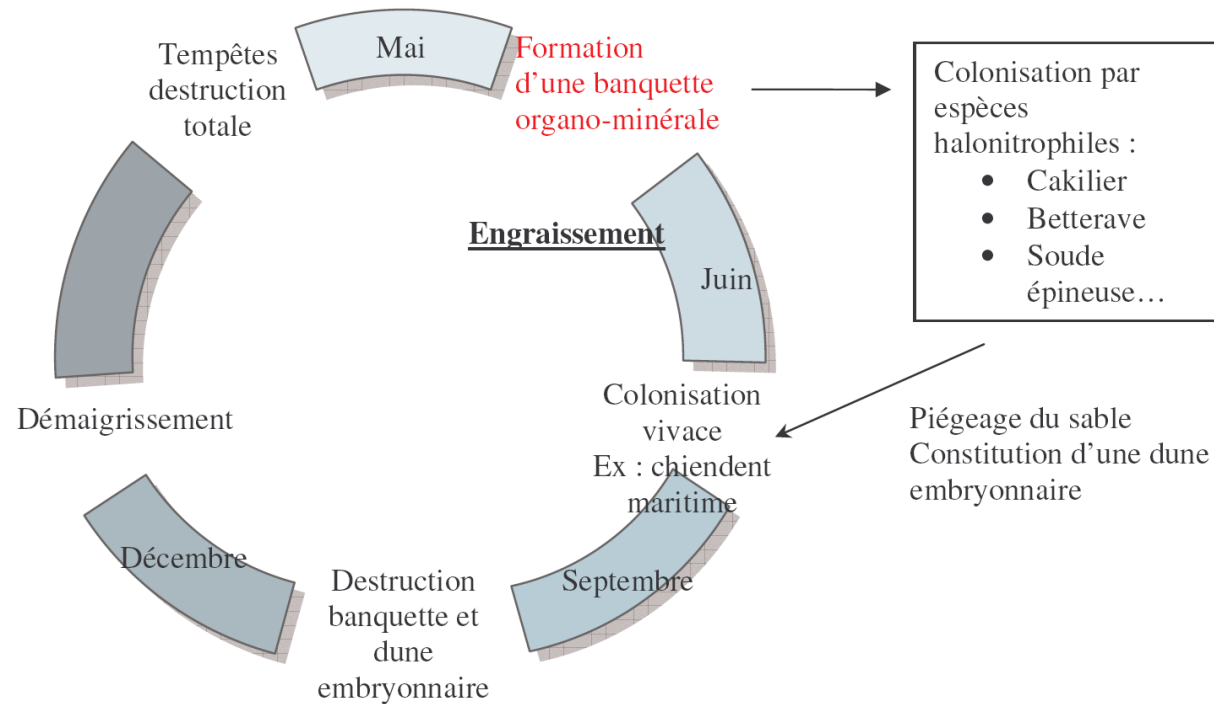 Mai
Formation
d’une banquette
organo-minérale
Colonisation par
espèces
halonitrophiles :
• Cakilier
• Betterave
• Soude
épineuse…
Engraissement
Juin
Piégeage du sable
Constitution d’une dune
embryonnaire
Colonisation
vivace
Ex : chiendent
maritime
Septembre
Destruction
banquette et
dune
embryonnaire
Décembre
Démaigrissement
Tempêtes
destruction
totale